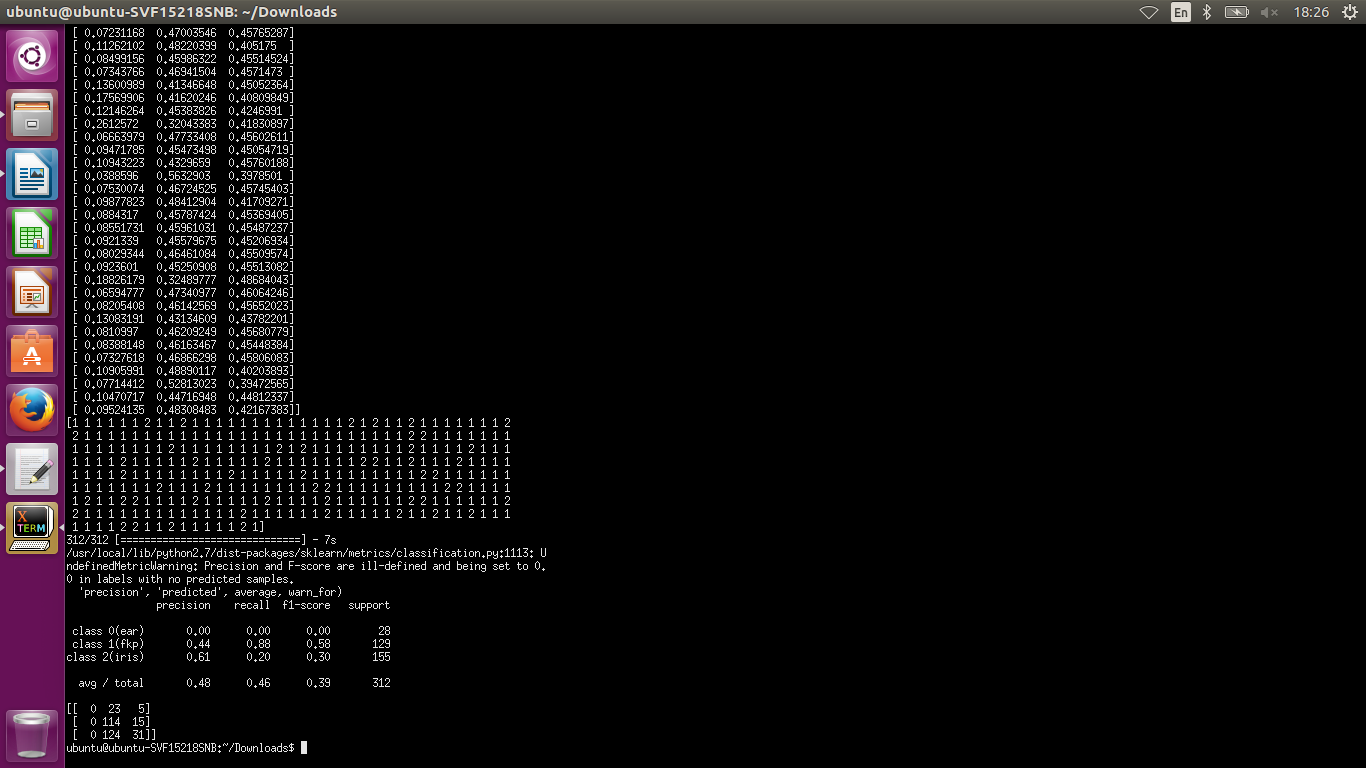 ubuntu@ubuntu-SVF15218SNB: ~/Downloads
En
18:26
[ 0.07231168  0.47003546  0.45765287]
[ 0.11262102  0.48220399  0.405175  ]
[ 0.08499156  0.45986322  0.45514524]
[ 0.07343766  0.46941504  0.4571473 ]
[ 0.13600989  0.41346648  0.45052364]
[ 0.17569906  0.41620246  0.40809849]
[ 0.12146264  0.45383826  0.4246991 ]
[ 0.2612572   0.32043383  0.41830897]
[ 0.06663979  0.47733408  0.45602611]
[ 0.09471785  0.45473498  0.45054719]
[ 0.10943223  0.4329659   0.45760188]
[ 0.0388596   0.5632903   0.3978501 ]
[ 0.07530074  0.46724525  0.45745403]
[ 0.09877823  0.48412904  0.41709271]
[ 0.0884317   0.45787424  0.45369405]
[ 0.08551731  0.45961031  0.45487237]
[ 0.0921339   0.45579675  0.45206934]
[ 0.08029344  0.46461084  0.45509574]
[ 0.0923601   0.45250908  0.45513082]
[ 0.18826179  0.32489777  0.48684043]
[ 0.06594777  0.47340977  0.46064246]
[ 0.08205408  0.46142569  0.45652023]
[ 0.13083191  0.43134609  0.43782201]
[ 0.0810997   0.46209249  0.45680779]
[ 0.08388148  0.46163467  0.45448384]
[ 0.07327618  0.46866298  0.45806083]
[ 0.10905991  0.48890117  0.40203893]
[ 0.07714412  0.52813023  0.39472565]
[ 0.10470717  0.44716948  0.44812337]
[ 0.09524135  0.48308483  0.42167383]]
[1 1 1 1 1 1 2 1 1 2 1 1 1 1 1 1 1 1 1 1 1 1 1 2 1 2 1 1 2 1 1 1 1 1 1 1 2
2 1 1 1 1 1 1 1 1 1 1 1 1 1 1 1 1 1 1 1 1 1 1 1 1 1 1 1 2 2 1 1 1 1 1 1 1
1 1 1 1 1 1 1 1 2 1 1 1 1 1 1 1 1 2 1 1 1 1 1 1 1 1 1 2 1 1 1 1 2 1 1 1 1
1 1 1 1 2 1 1 1 1 1 2 1 1 1 1 1 2 1 1 1 1 1 1 1 2 2 1 1 1 2 1 1 1 2 1 1 1
1 1 1 1 1 1 1 1 1 1 1 1 1 2 1 1 1 1 1 2 1 1 1 1 1 1 1 1 1 2 2 1 1 1 1 1 1
1 1 1 1 1 1 1 1 1 1 1 2 1 1 1 1 1 1 1 1 2 2 1 1 1 1 1 1 1 1 1 2 2 1 1 1 1
1 2 1 1 2 2 1 1 1 1 2 1 1 1 1 1 1 1 2 1 1 1 1 1 1 1 1 1 2 2 1 1 1 2 1 1 2
2 1 1 1 1 1 1 1 1 1 1 1 1 1 1 1 1 1 1 2 1 1 1 1 1 1 1 2 1 1 2 1 1 2 1 1 1
1 1 1 1 2 2 1 1 2 1 1 1 1 1 2 1]
312/312 [==============================] - 7s
/usr/local/lib/python2.7/dist-packages/sklearn/metrics/classification.py:1113: U
ndefinedMetricWarning: Precision and F-score are ill-defined and being set to 0.
0 in labels with no predicted samples.
'precision', 'predicted', average, warn_for)
precision    recall  f1-score   support
class 0(ear)       0.00      0.00      0.00        28
class 1(fkp)       0.44      0.88      0.58       129
class 2(iris)       0.61      0.20      0.30       155
avg / total       0.48      0.46      0.39       312
[[  0  23   5]
[  0 114  15]
[  0 124  31]]
ubuntu@ubuntu-SVF15218SNB:~/Downloads$
X
TERM